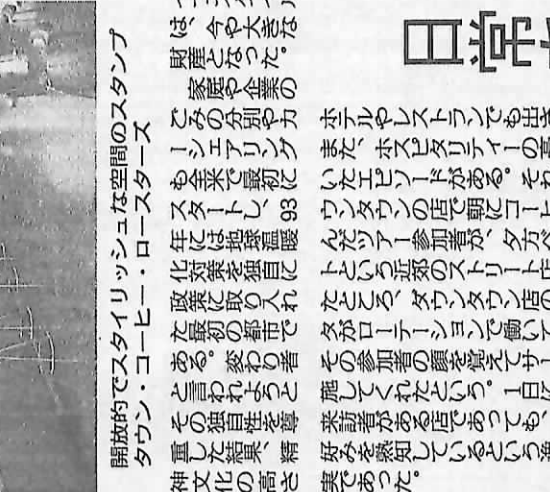 開放的でスタイリッシュな空間のスタンプ
タウン・コーヒー・ロースターズ
は、今や大きな
財産となった。
家庭や企業の
ごみの分別やカ
ーシェアリング
も全米で最初に
スタートし、93
年には地球温暖
化対策を独自に
政策に取り入れ
た最初の都市で
ある。変わり者
と言われようと
その独自性を尊
重した結果、精
神文化の高さ
日常
ホテルやレストランでも出
また、ホスピタリティーの高
いたエピソードがある。それ
ウンタウンの店で朝にコー
んだツアー参加者が、夕方
トという近郊のストリート店
たところ、ダウンタウン店の
タがローテーションで働いて
その参加者の顔を覚えてサー
施してくれたという。1日
来訪者がある店であっても、
好みを熟知しているという
実であった。